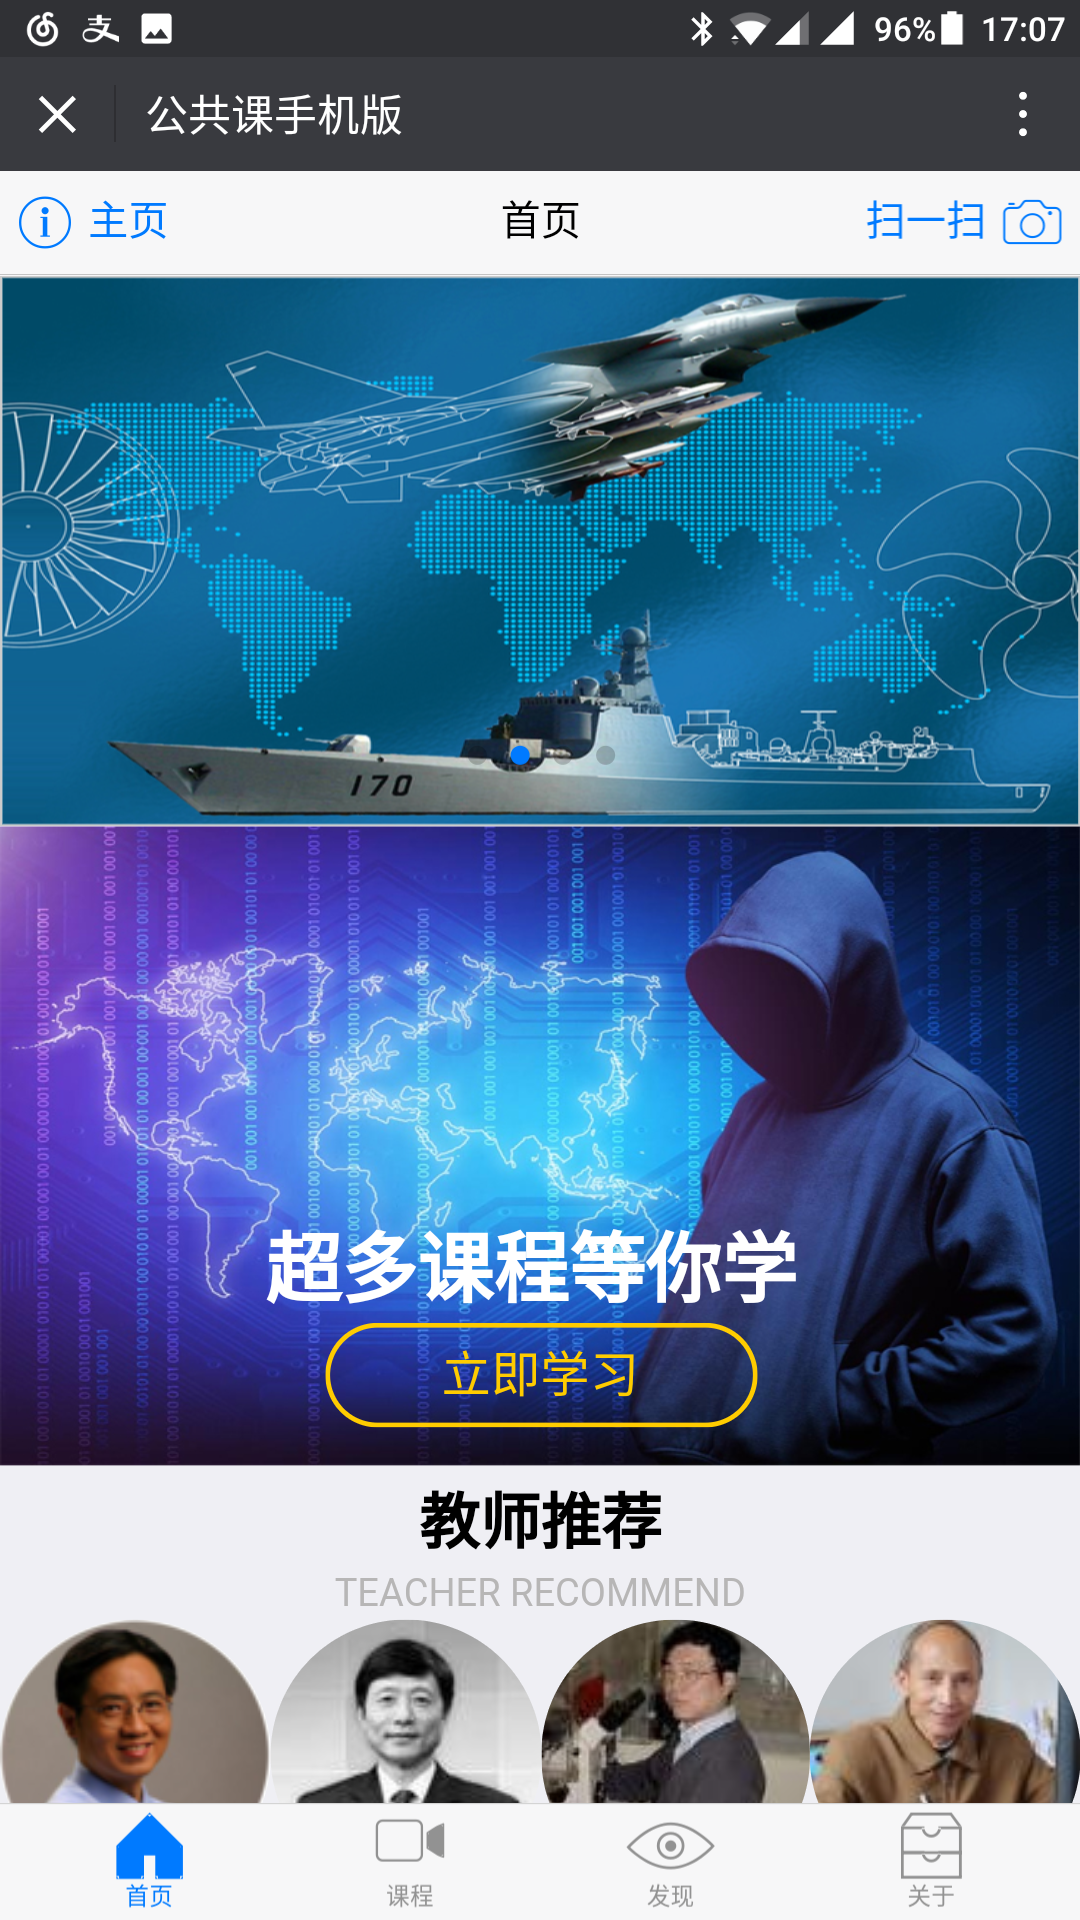 96% 17:07
公共课手机版
主页 首页 扫一扫
170
超多课程等你学
立即学习
教师推荐
TEACHER RECOMMEND
首页 课程 发现 关于